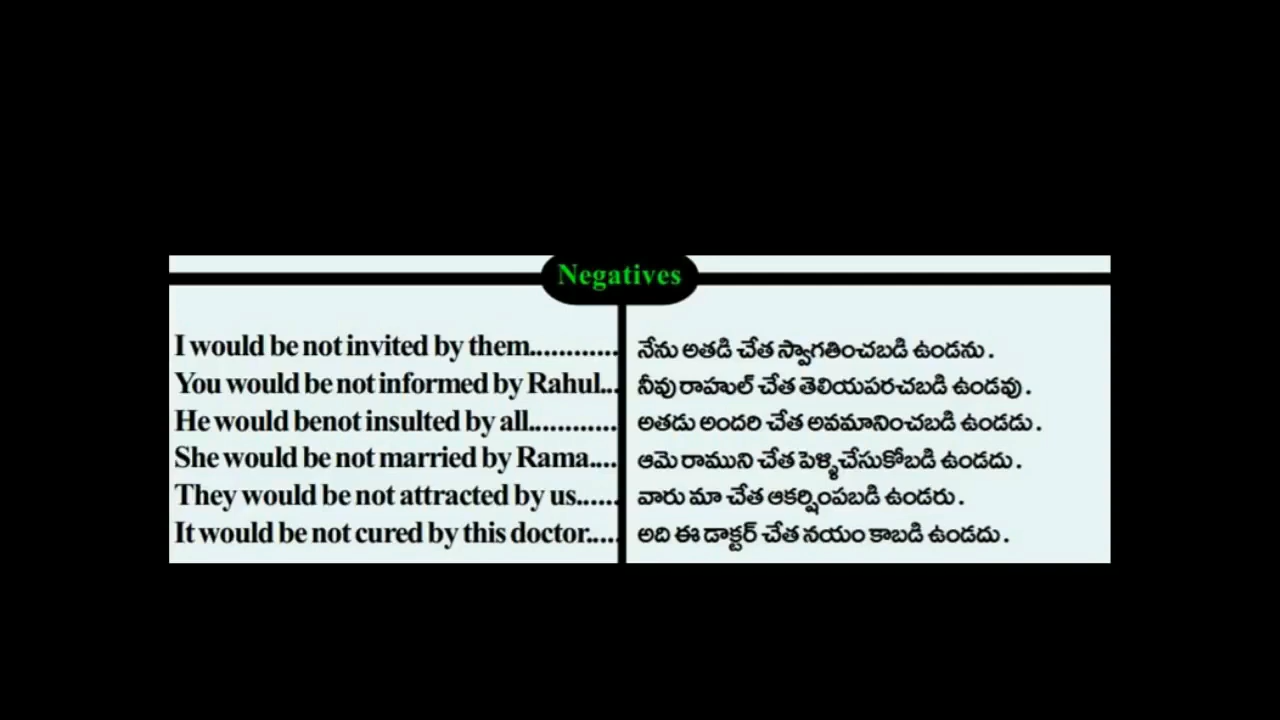 Negatives
I would be not invited by them............ నేను అతడి చేత స్వాగతించబడి ఉండను .
You would be not informed by Rahul... నీవు రాహుల్ చేత తెలియపరచబడి ఉండవు .
He would benot insulted by all............ అతడు అందరి చేత అవమానించబడి ఉండడు .
She would be not married by Rama.... ఆమె రాముని చేత పెళ్ళిచేసుకోబడి ఉండదు .
They would be not attracted by us...... వారు మా చేత ఆకర్షింపబడి ఉండరు .
It would be not cured by this doctor..... అది ఈ డాక్టర్ చేత నయం కాబడి ఉండదు .